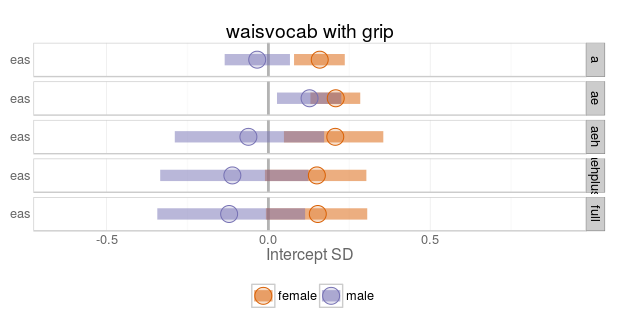 waisvocab with grip
eas a
eas ae
eas aeh
eas
eas full
-0.5 0.0 0.5
Intercept SD
female male